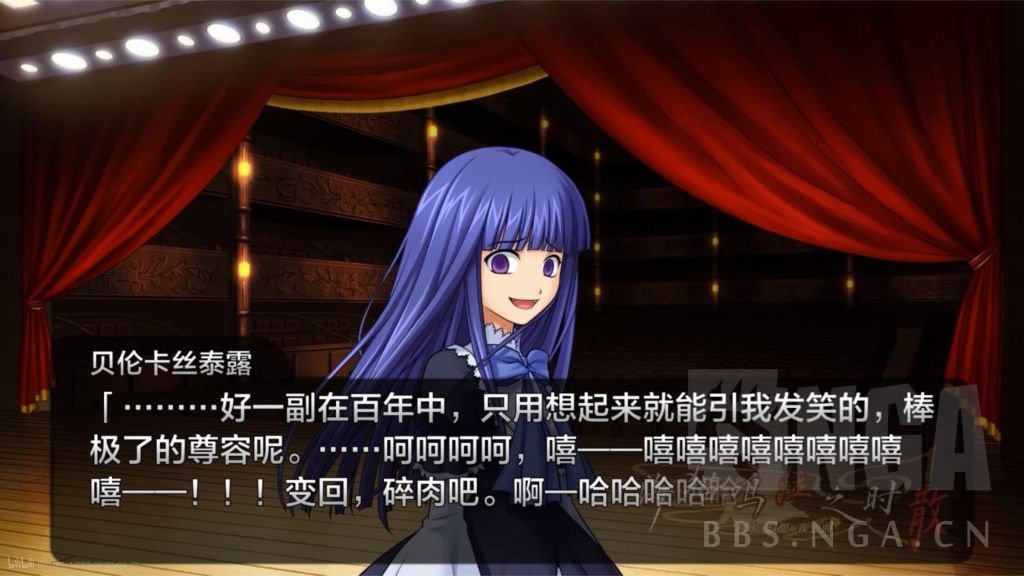 贝伦卡丝泰露
「………好一副在百年中，只用想起来就能引我发笑的，棒
极了的尊容呢。……呵呵呵呵，嘻——嘻嘻嘻嘻嘻嘻嘻嘻
嘻——！！！变回，碎肉吧。啊—哈哈哈哈
NGA
BBS.NGA.CN